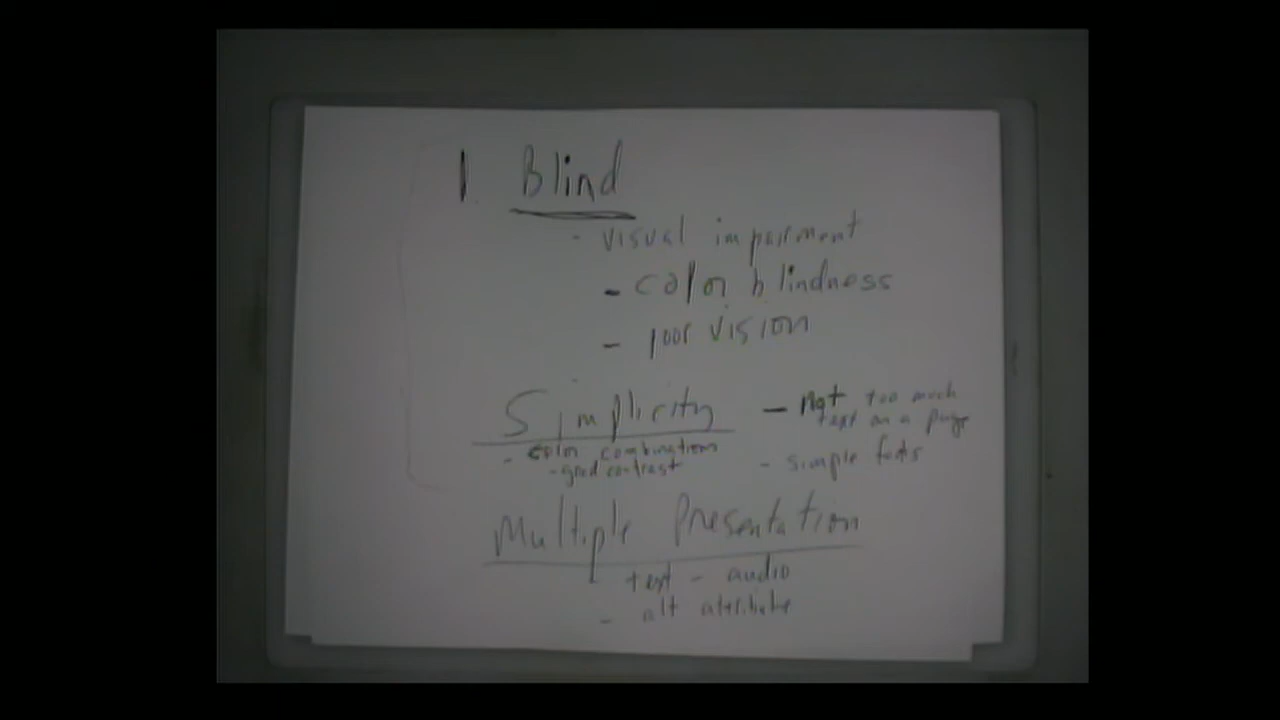 1 Blind
- visual impairment
- color blindness
- poor vision
Simplicity
- color combinations
- good contrast
- Not too much
text on a page
- simple fonts
Multiple Presentation
- text - audio
- alt attribute